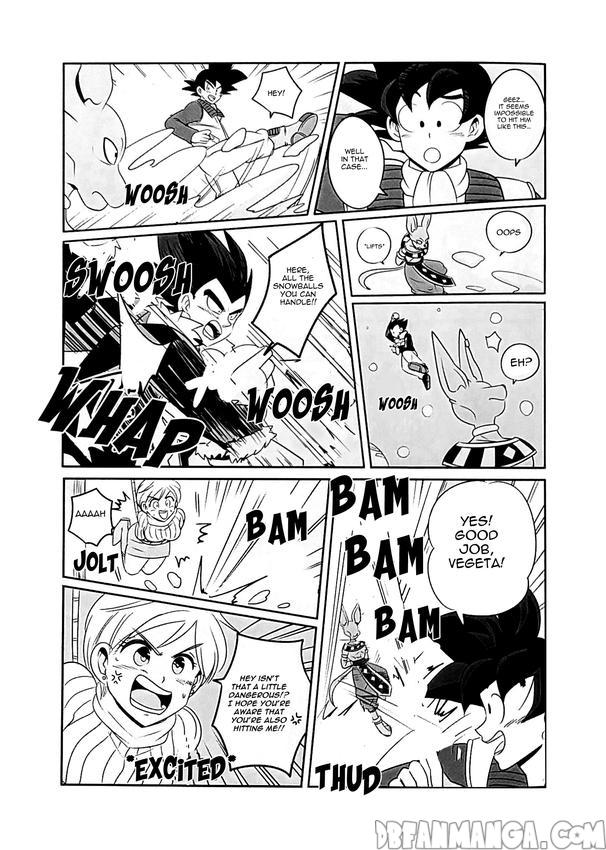 GEEZ...
IT SEEMS
IMPOSSIBLE
TO HIT HIM
LIKE THIS...
WELL
IN THAT
CASE...
HEY!
WOOSH
OOPS
*LIFTS*
EH?
WOOSH
HERE,
ALL THE
SNOWBALLS
YOU CAN
HANDLE!!
SWOOSH
WOOSH
WHAP
YES!
GOOD
JOB,
VEGETA!
BAM
BAM
BAM
BAM
THUD
AAAAH
JOLT
HEY ISN'T
THAT A LITTLE
DANGEROUS!?
I HOPE YOU'RE
AWARE THAT
YOU'RE ALSO
HITTING ME!!
*EXCITED*
DBFANMANGA.COM